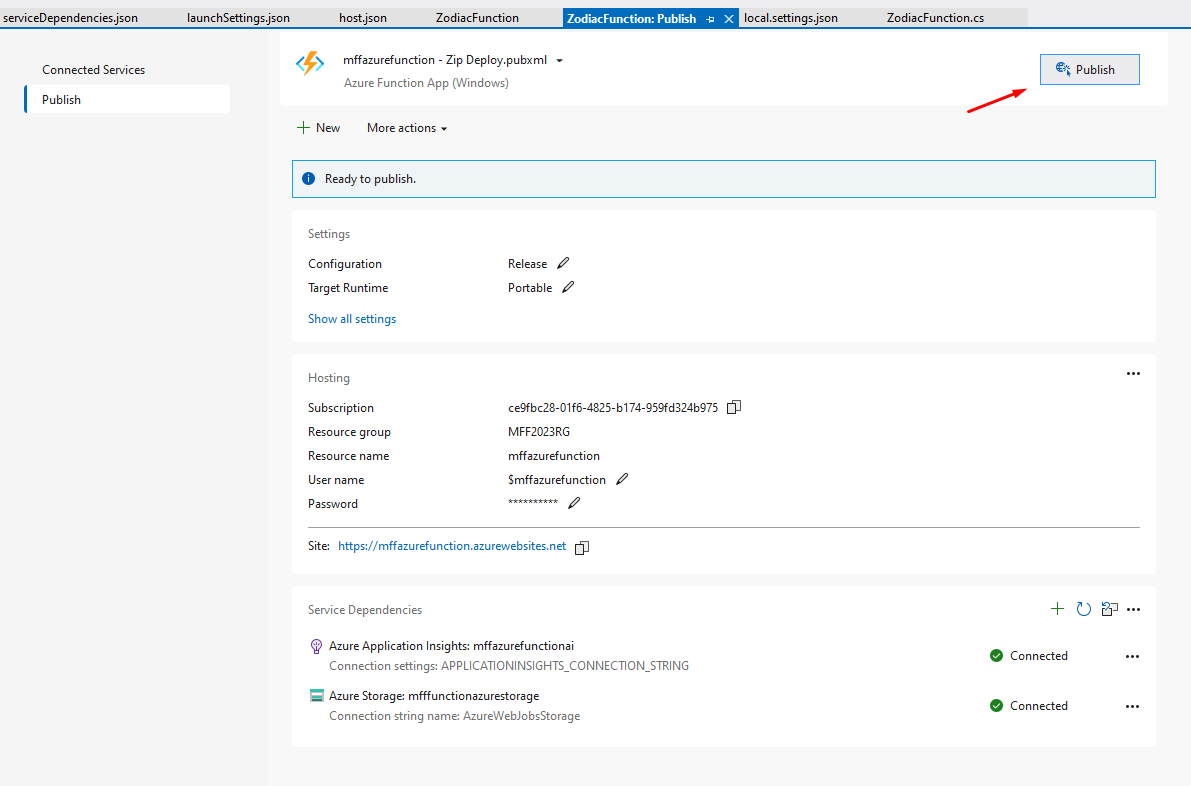 serviceDependencies.json launchSettings.json host.json ZodiacFunction ZodiacFunction: Publish local.settings.json ZodiacFunction.cs
Connected Services
Publish
mffazurefunction - Zip Deploy.pubxml
Azure Function App (Windows)
Publish
New More actions
Ready to publish.
Settings
Configuration Release
Target Runtime Portable
Show all settings
Hosting
Subscription ce9fbc28-01f6-4825-b174-959fd324b975
Resource group MFF2023RG
Resource name mffazurefunction
User name $mffazurefunction
Password **********
Site: https://mffazurefunction.azurewebsites.net
Service Dependencies
Azure Application Insights: mffazurefunctionai
Connection settings: APPLICATIONINSIGHTS_CONNECTION_STRING
Connected
Azure Storage: mfffunctionazurestorage
Connection string name: AzureWebJobsStorage
Connected